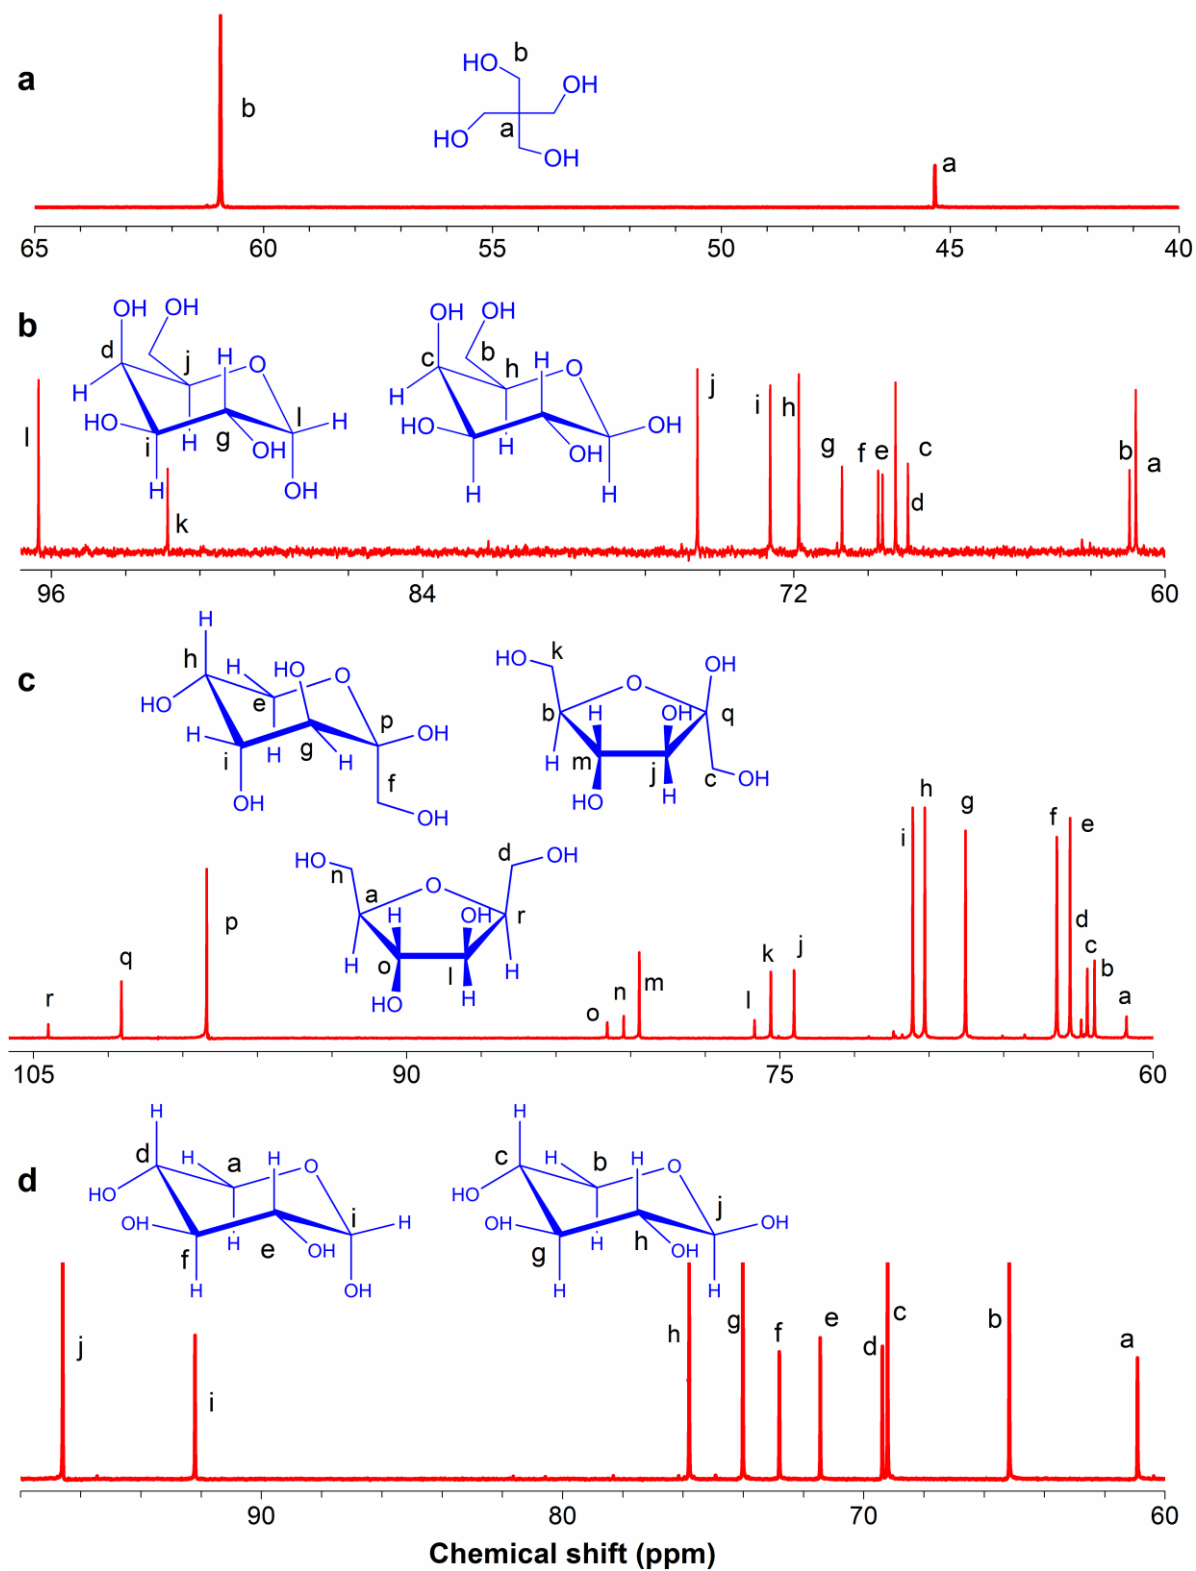 a
b
HO
b
OH
HO
a
OH
a
65 60 55 50 45 40
b
OH OH
d j H O
H
HO
i H g OH l H
H
OH
OH OH
c b h H O
H
HO
H OH OH
H H
l
k
j
i
h
g
f
e
c
d
b
a
96 84 72 60
c
H
h H HO O
HO
e
H i H g H p OH
OH f
OH
HO k
O OH
b H OH q
H m j c OH
HO H
HO n d OH
a O
H OH r
H o l H
HO H
r
q
p
o
n
m
l
k
j
i
h
g
f
e
d
c
b
a
105 90 75 60
d
H
d H a H O
HO
OH
f H e OH i H
H OH
H
c H b H O
HO
OH
g H h OH j OH
H H
j
i
h
g
f
e
d
c
b
a
90 80 70 60
Chemical shift (ppm)